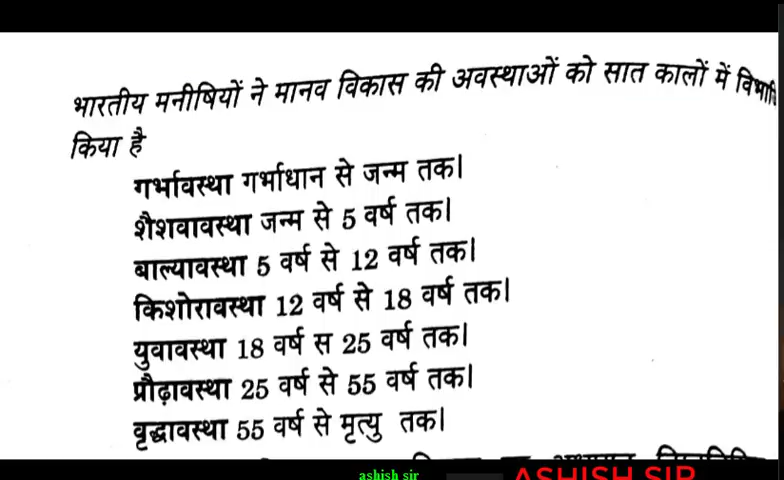 भारतीय मनीषियों ने मानव विकास की अवस्थाओं को सात कालों में
किया है
गर्भावस्था गर्भाधान से जन्म तक।
शैशवावस्था जन्म से 5 वर्ष तक।
बाल्यावस्था 5 वर्ष से 12 वर्ष तक।
किशोरावस्था 12 वर्ष से 18 वर्ष तक।
युवावस्था 18 वर्ष स 25 वर्ष तक।
प्रौढ़ावस्था 25 वर्ष से 55 वर्ष तक।
वृद्धावस्था 55 वर्ष से मृत्यु तक।
ashish sir
ASHISH SIR